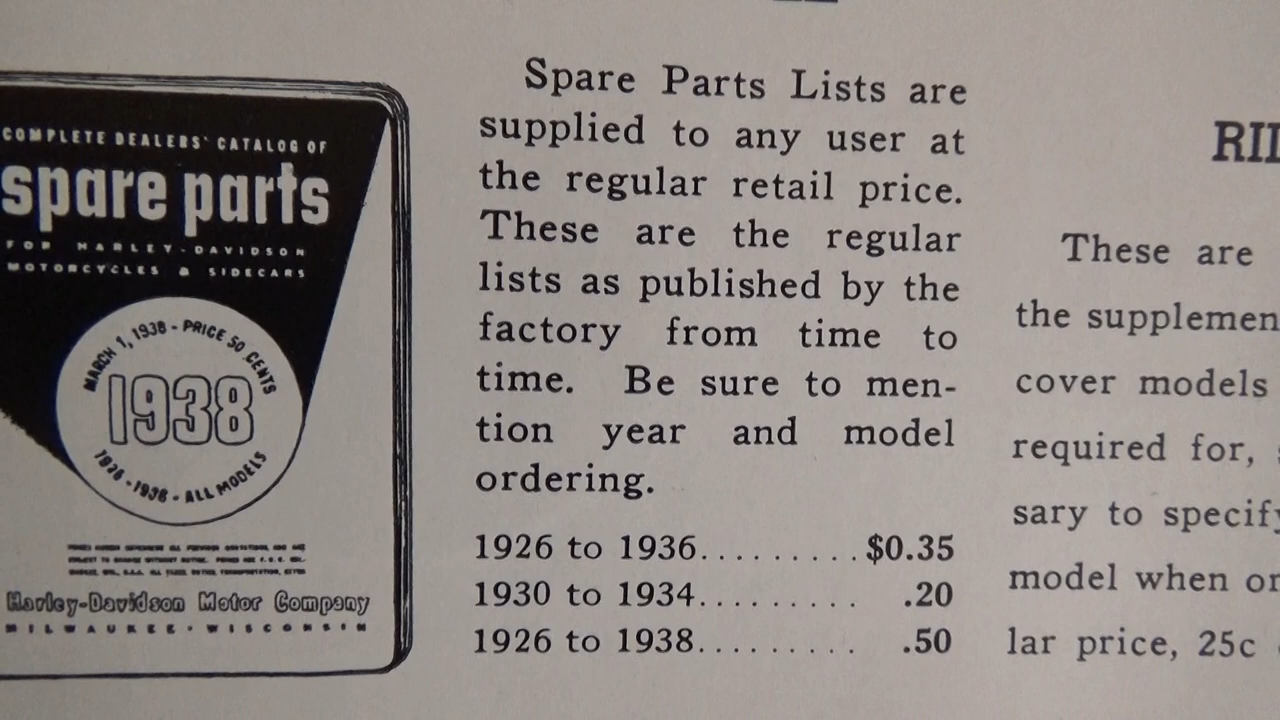 COMPLETE DEALERS' CATALOG OF
spare parts
FOR HARLEY-DAVIDSON
MOTORCYCLES & SIDECARS
MARCH 1, 1938 - PRICE 50 CENTS
1938
1926 - 1938 - ALL MODELS
Harley-Davidson Motor Company
MILWAUKEE · WISCONSIN
Spare Parts Lists are
supplied to any user at
the regular retail price.
These are the regular
lists as published by the
factory from time to
time. Be sure to men-
tion year and model
ordering.
1926 to 1936......... $0.35
1930 to 1934......... .20
1926 to 1938......... .50
These are
the supplemen
cover models
required for,
sary to specify
model when or
lar price, 25c